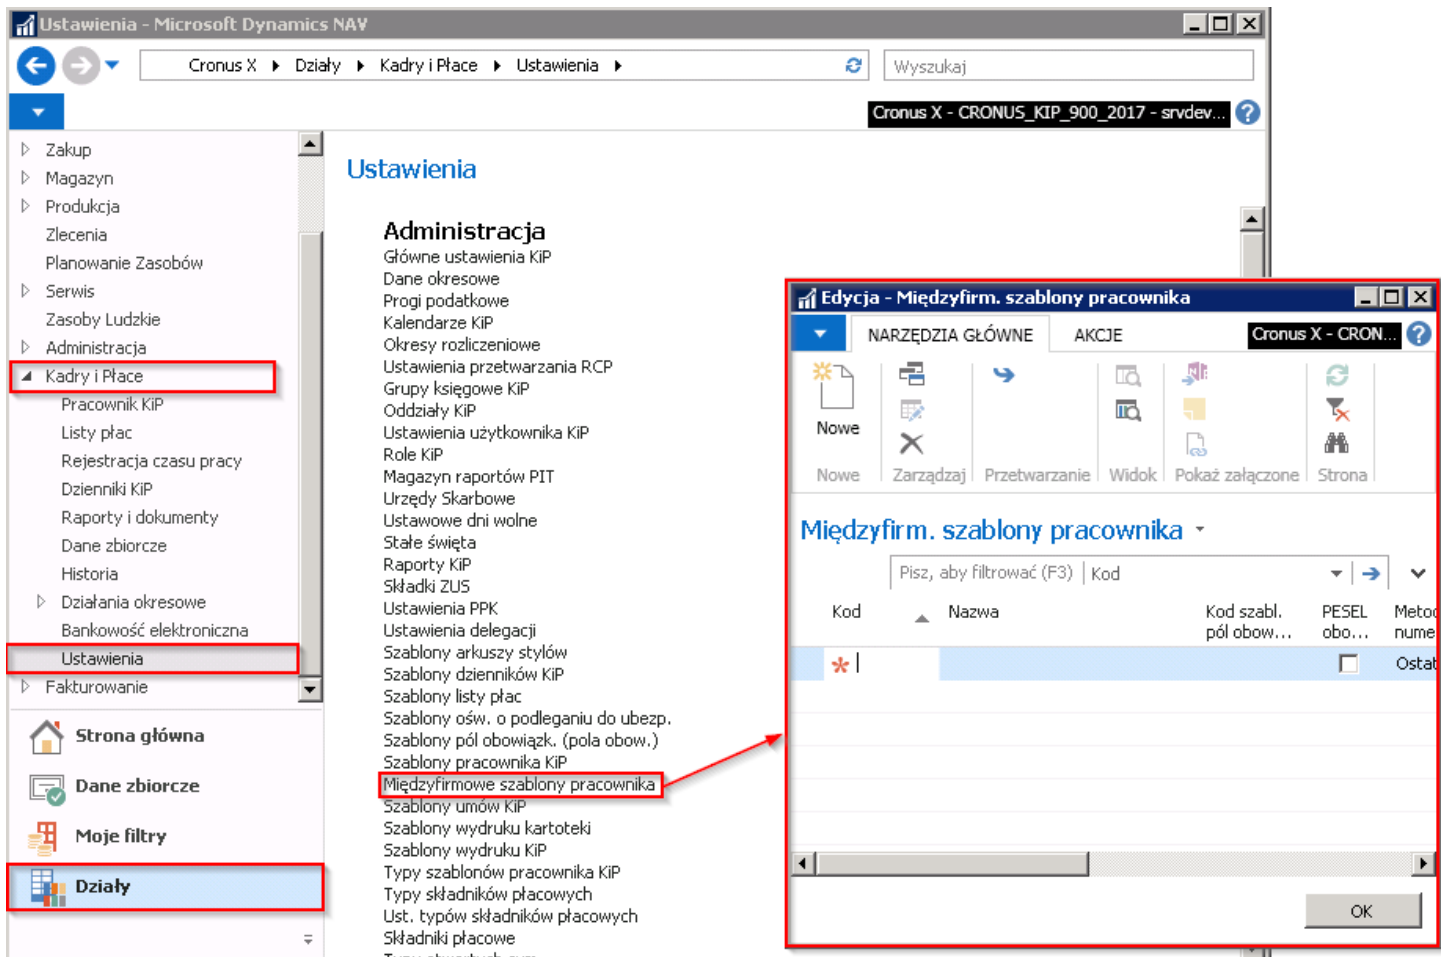 Ustawienia - Microsoft Dynamics NAV
Cronus X Działy Kadry i Płace Ustawienia
Wyszukaj
Cronus X - CRONUS_KIP_900_2017 - srvdev...
Zakup
Magazyn
Produkcja
Zlecenia
Planowanie Zasobów
Serwis
Zasoby Ludzkie
Administracja
Kadry i Płace
Pracownik KiP
Listy płac
Rejestracja czasu pracy
Dzienniki KiP
Raporty i dokumenty
Dane zbiorcze
Historia
Działania okresowe
Bankowość elektroniczna
Ustawienia
Fakturowanie
Strona główna
Dane zbiorcze
Moje filtry
Działy
Ustawienia
Administracja
Główne ustawienia KiP
Dane okresowe
Progi podatkowe
Kalendarze KiP
Okresy rozliczeniowe
Ustawienia przetwarzania RCP
Grupy księgowe KiP
Oddziały KiP
Ustawienia użytkownika KiP
Role KiP
Magazyn raportów PIT
Urzędy Skarbowe
Ustawowe dni wolne
Stałe święta
Raporty KiP
Składki ZUS
Ustawienia PPK
Ustawienia delegacji
Szablony arkuszy stylów
Szablony dzienników KiP
Szablony listy płac
Szablony ośw. o podleganiu do ubezp.
Szablony pól obowiązk. (pola obow.)
Szablony pracownika KiP
Międzyfirmowe szablony pracownika
Szablony umów KiP
Szablony wydruku kartoteki
Szablony wydruku KiP
Typy szablonów pracownika KiP
Typy składników płacowych
Ust. typów składników płacowych
Składniki płacowe
Edycja - Międzyfirm. szablony pracownika
NARZĘDZIA GŁÓWNE AKCJE
Cronus X - CRON...
Nowe
Nowe Zarządzaj Przetwarzanie Widok Pokaż załączone Strona
Międzyfirm. szablony pracownika
Pisz, aby filtrować (F3) Kod
Kod Nazwa Kod szabl. PESEL Metod
pól obow... obo... nume
Ostat
OK